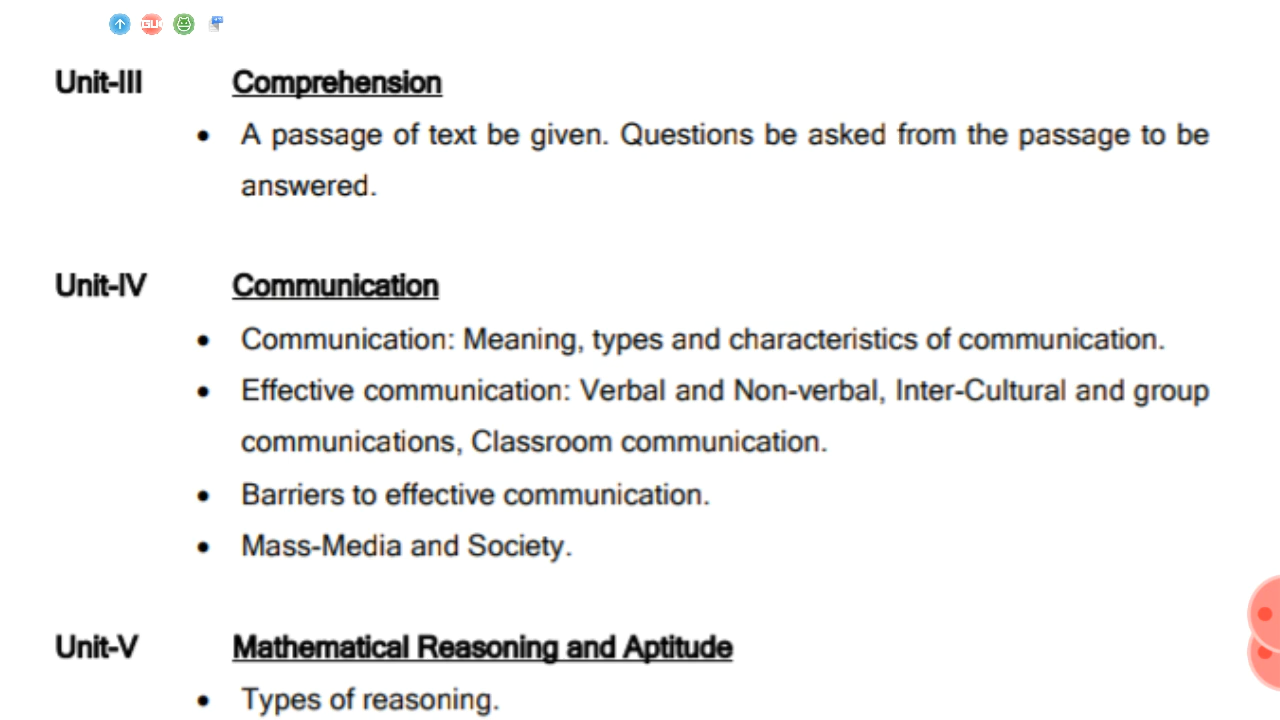 Unit-III Comprehension
• A passage of text be given. Questions be asked from the passage to be
answered.
Unit-IV Communication
• Communication: Meaning, types and characteristics of communication.
• Effective communication: Verbal and Non-verbal, Inter-Cultural and group
communications, Classroom communication.
• Barriers to effective communication.
• Mass-Media and Society.
Unit-V Mathematical Reasoning and Aptitude
• Types of reasoning.